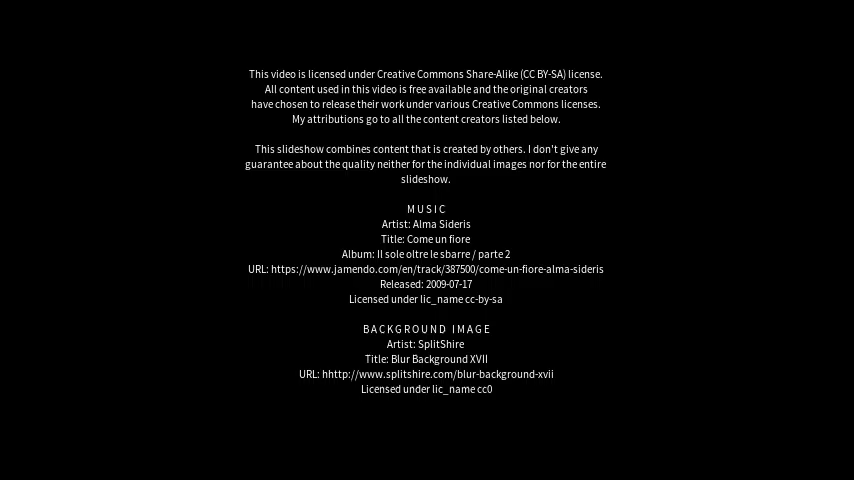 This video is licensed under Creative Commons Share-Alike (CC BY-SA) license.
All content used in this video is free available and the original creators
have chosen to release their work under various Creative Commons licenses.
My attributions go to all the content creators listed below.
This slideshow combines content that is created by others. I don't give any
guarantee about the quality neither for the individual images nor for the entire
slideshow.
M U S I C
Artist: Alma Sideris
Title: Come un fiore
Album: Il sole oltre le sbarre / parte 2
URL: https://www.jamendo.com/en/track/387500/come-un-fiore-alma-sideris
Released: 2009-07-17
Licensed under lic_name cc-by-sa
B A C K G R O U N D   I M A G E
Artist: SplitShire
Title: Blur Background XVII
URL: hhttp://www.splitshire.com/blur-background-xvii
Licensed under lic_name cc0